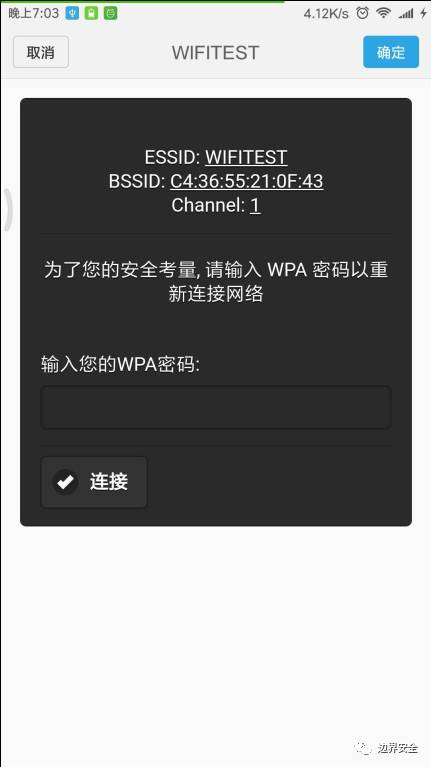 晚上7:03 4.12K/s
取消 WIFITEST 确定
ESSID: WIFITEST
BSSID: C4:36:55:21:0F:43
Channel: 1
为了您的安全考量, 请输入 WPA 密码以重
新连接网络
输入您的WPA密码:
连接
边界安全